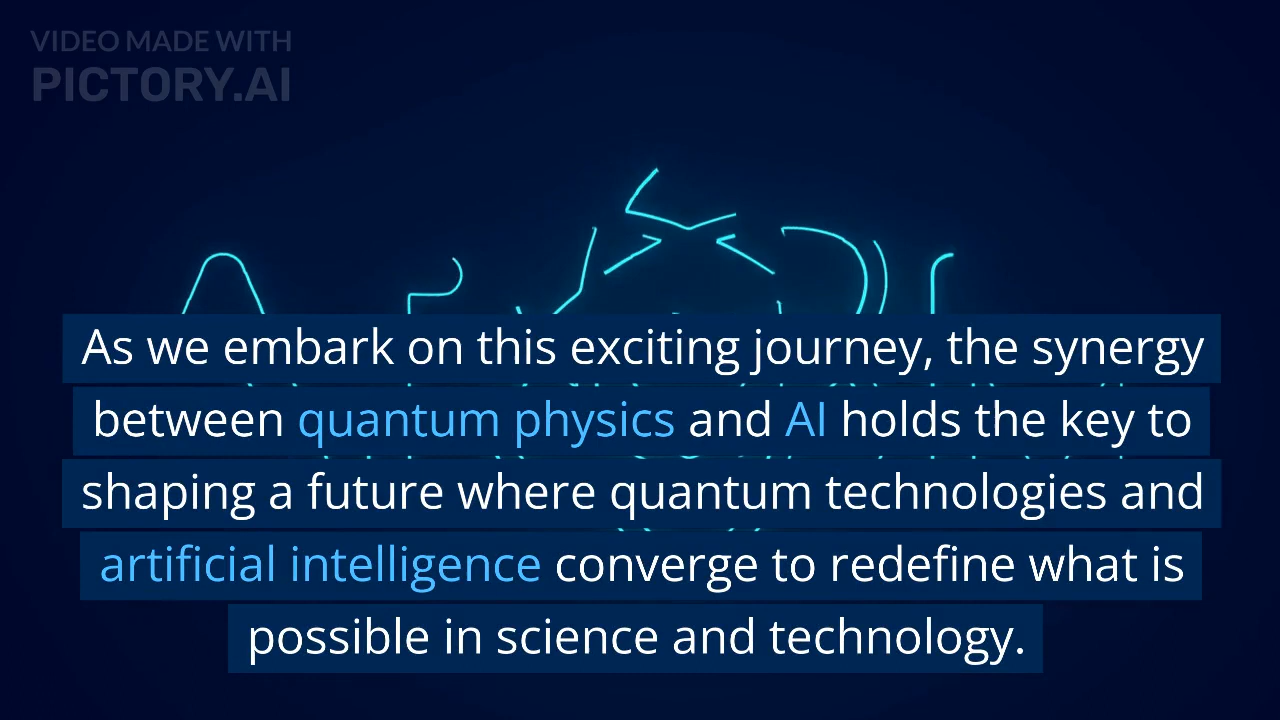 VIDEO MADE WITH
PICTORY.AI
As we embark on this exciting journey, the synergy
between quantum physics and AI holds the key to
shaping a future where quantum technologies and
artificial intelligence converge to redefine what is
possible in science and technology.